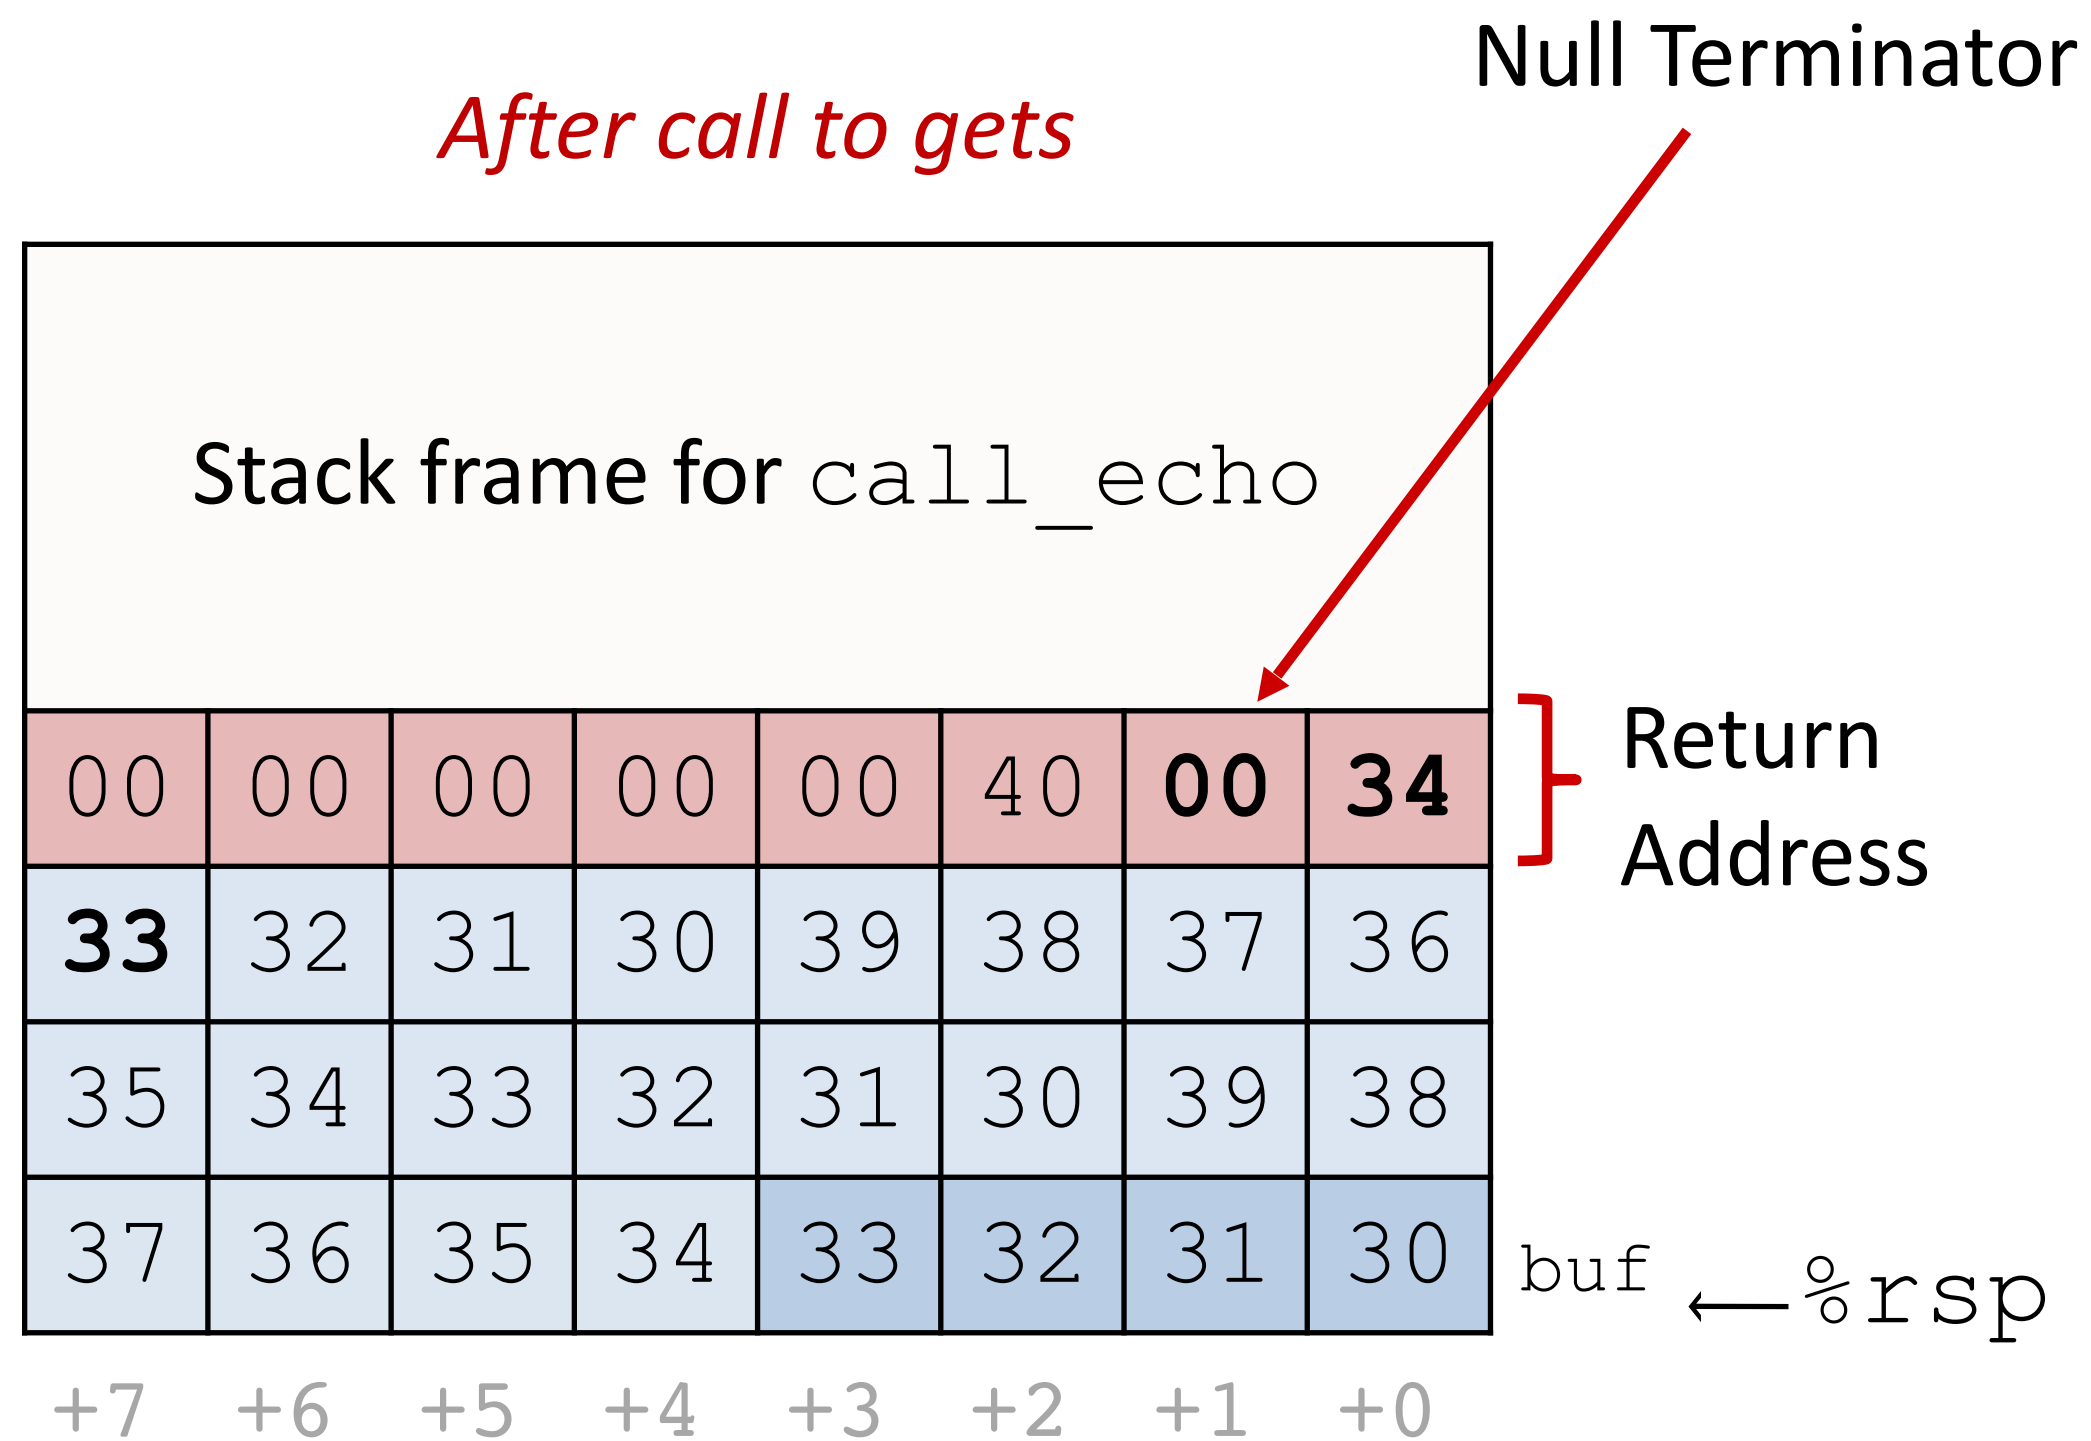 Null Terminator
After call to gets
Stack frame for call_echo
00 00 00 00 00 40 00 34
Return
Address
33 32 31 30 39 38 37 36
35 34 33 32 31 30 39 38
37 36 35 34 33 32 31 30
buf ←%rsp
+7 +6 +5 +4 +3 +2 +1 +0